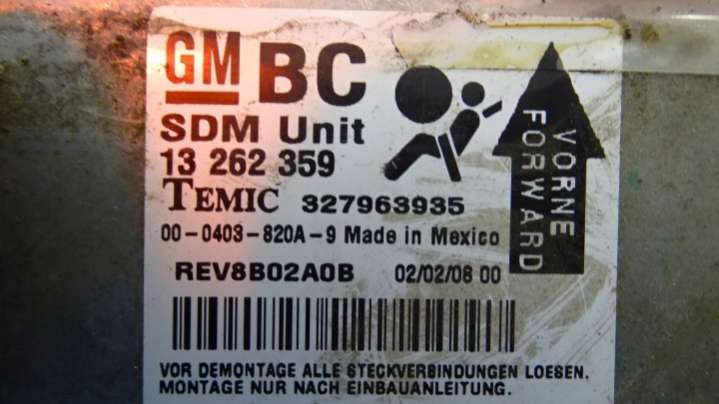 GM BC
SDM Unit
13 262 359
TEMIC 327963935
00-0403-820A-9 Made in Mexico
REV8B02A0B 02/02/08 00
VOR DEMONTAGE ALLE STECKVERBINDUNGEN LOESEN.
MONTAGE NUR NACH EINBAUANLEITUNG.
VORNE
FORWARD